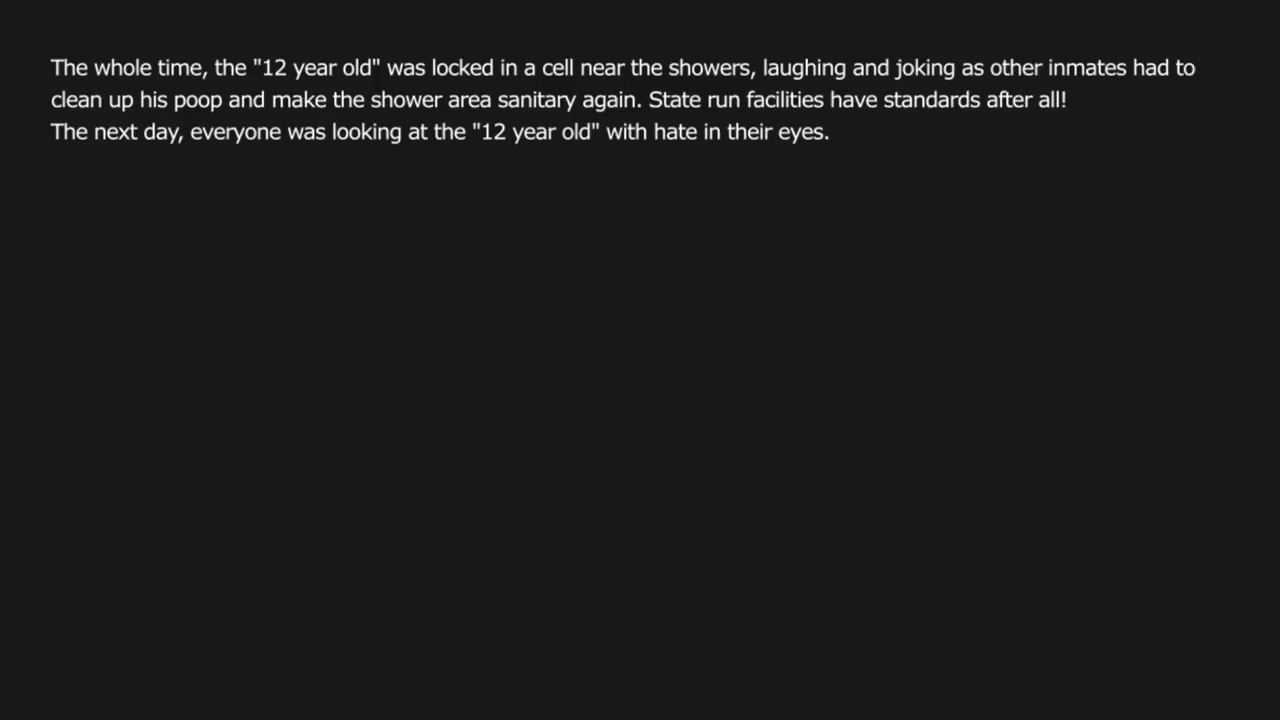 The whole time, the "12 year old" was locked in a cell near the showers, laughing and joking as other inmates had to
clean up his poop and make the shower area sanitary again. State run facilities have standards after all!
The next day, everyone was looking at the "12 year old" with hate in their eyes.